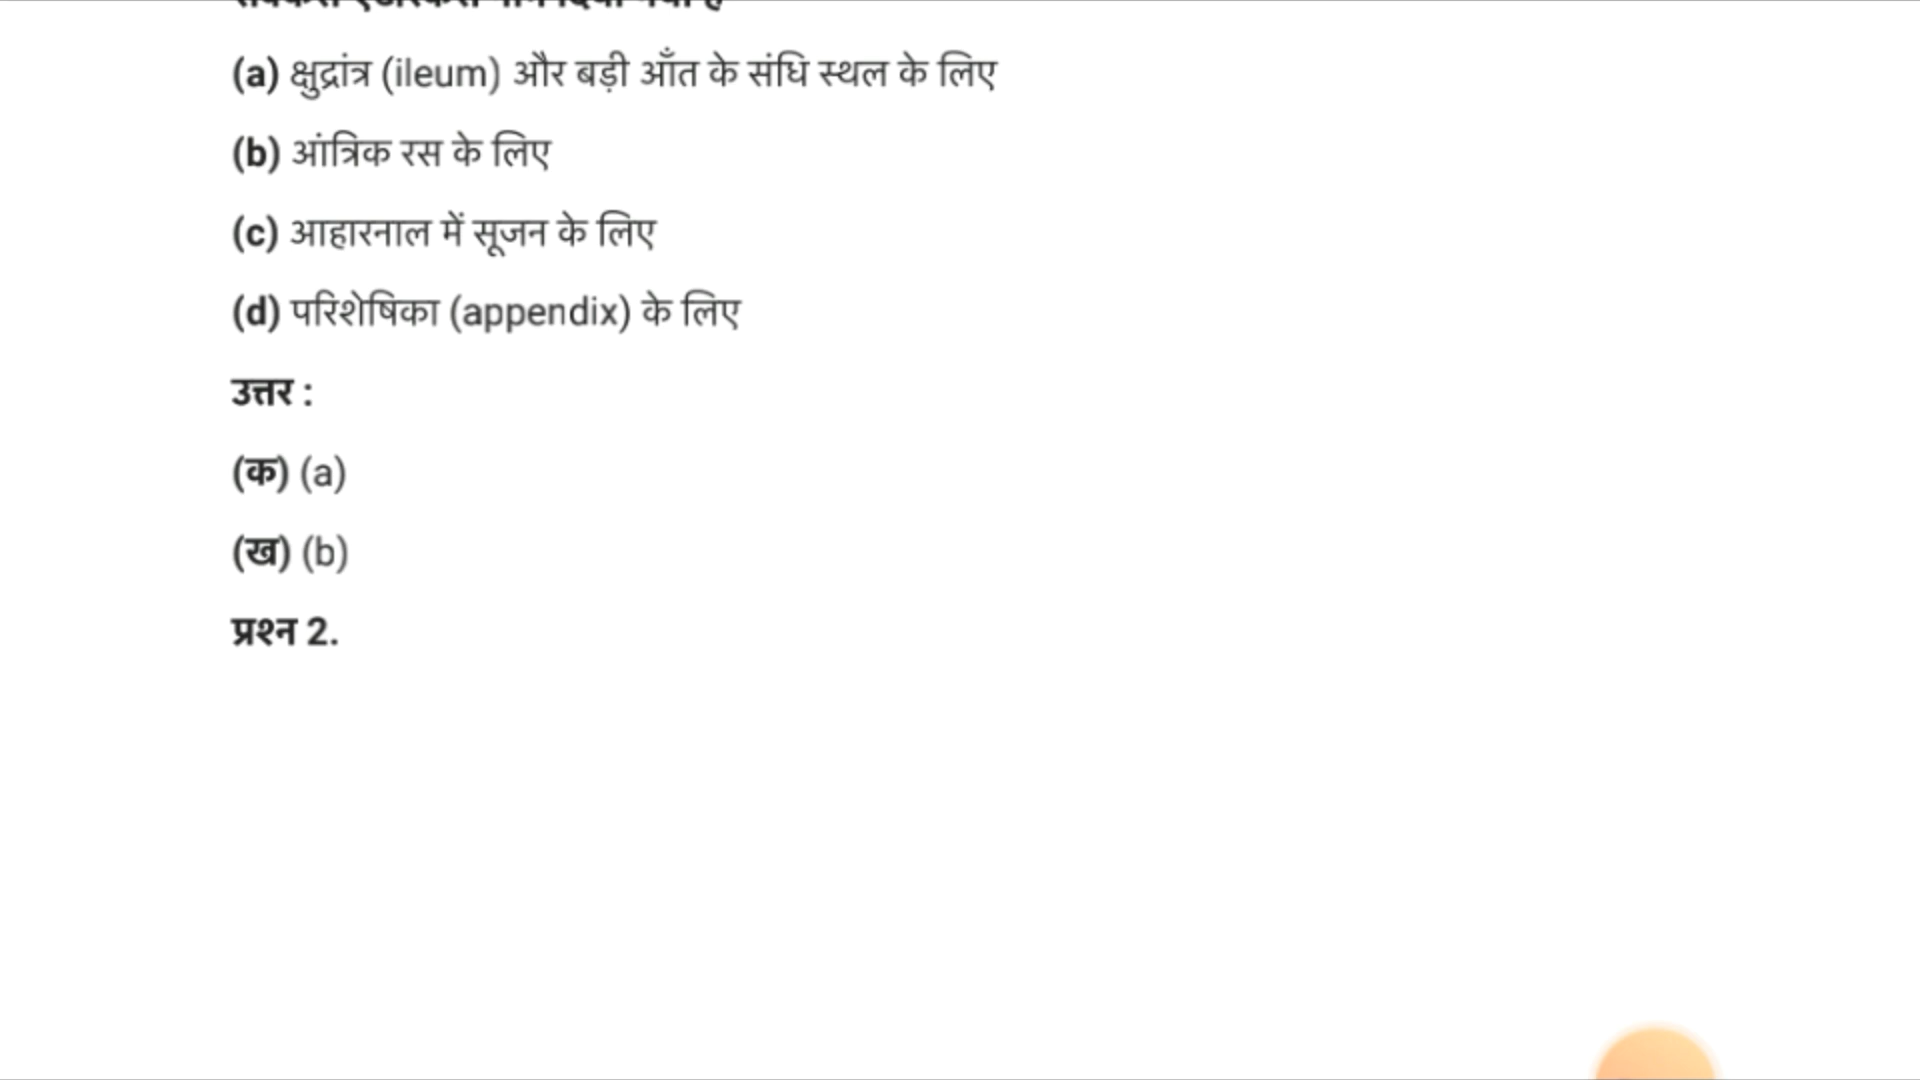 (a) क्षुद्रांत्र (ileum) और बड़ी आँत के संधि स्थल के लिए
(b) आंत्रिक रस के लिए
(c) आहारनाल में सूजन के लिए
(d) परिशेषिका (appendix) के लिए
उत्तर :
(क) (a)
(ख) (b)
प्रश्न 2.